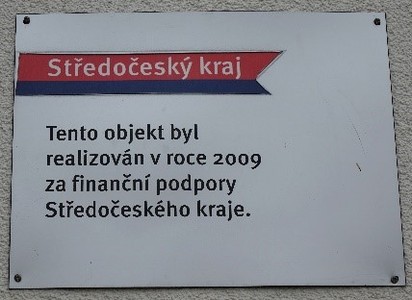 Středočeský kraj
Tento objekt byl
realizován v roce 2009
za finanční podpory
Středočeského kraje.